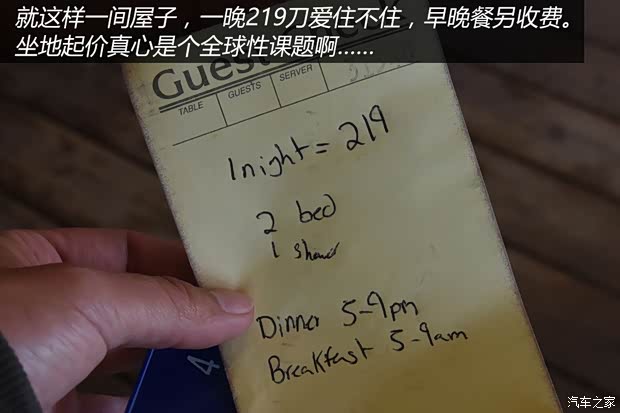 就这样一间屋子，一晚219刀爱住不住，早晚餐另收费。
坐地起价真心是个全球性课题啊......
TABLE GUESTS SERVER
1 night = 219
2 bed
1 shower
Dinner 5-9pm
Breakfast 5-9am
4
汽车之家